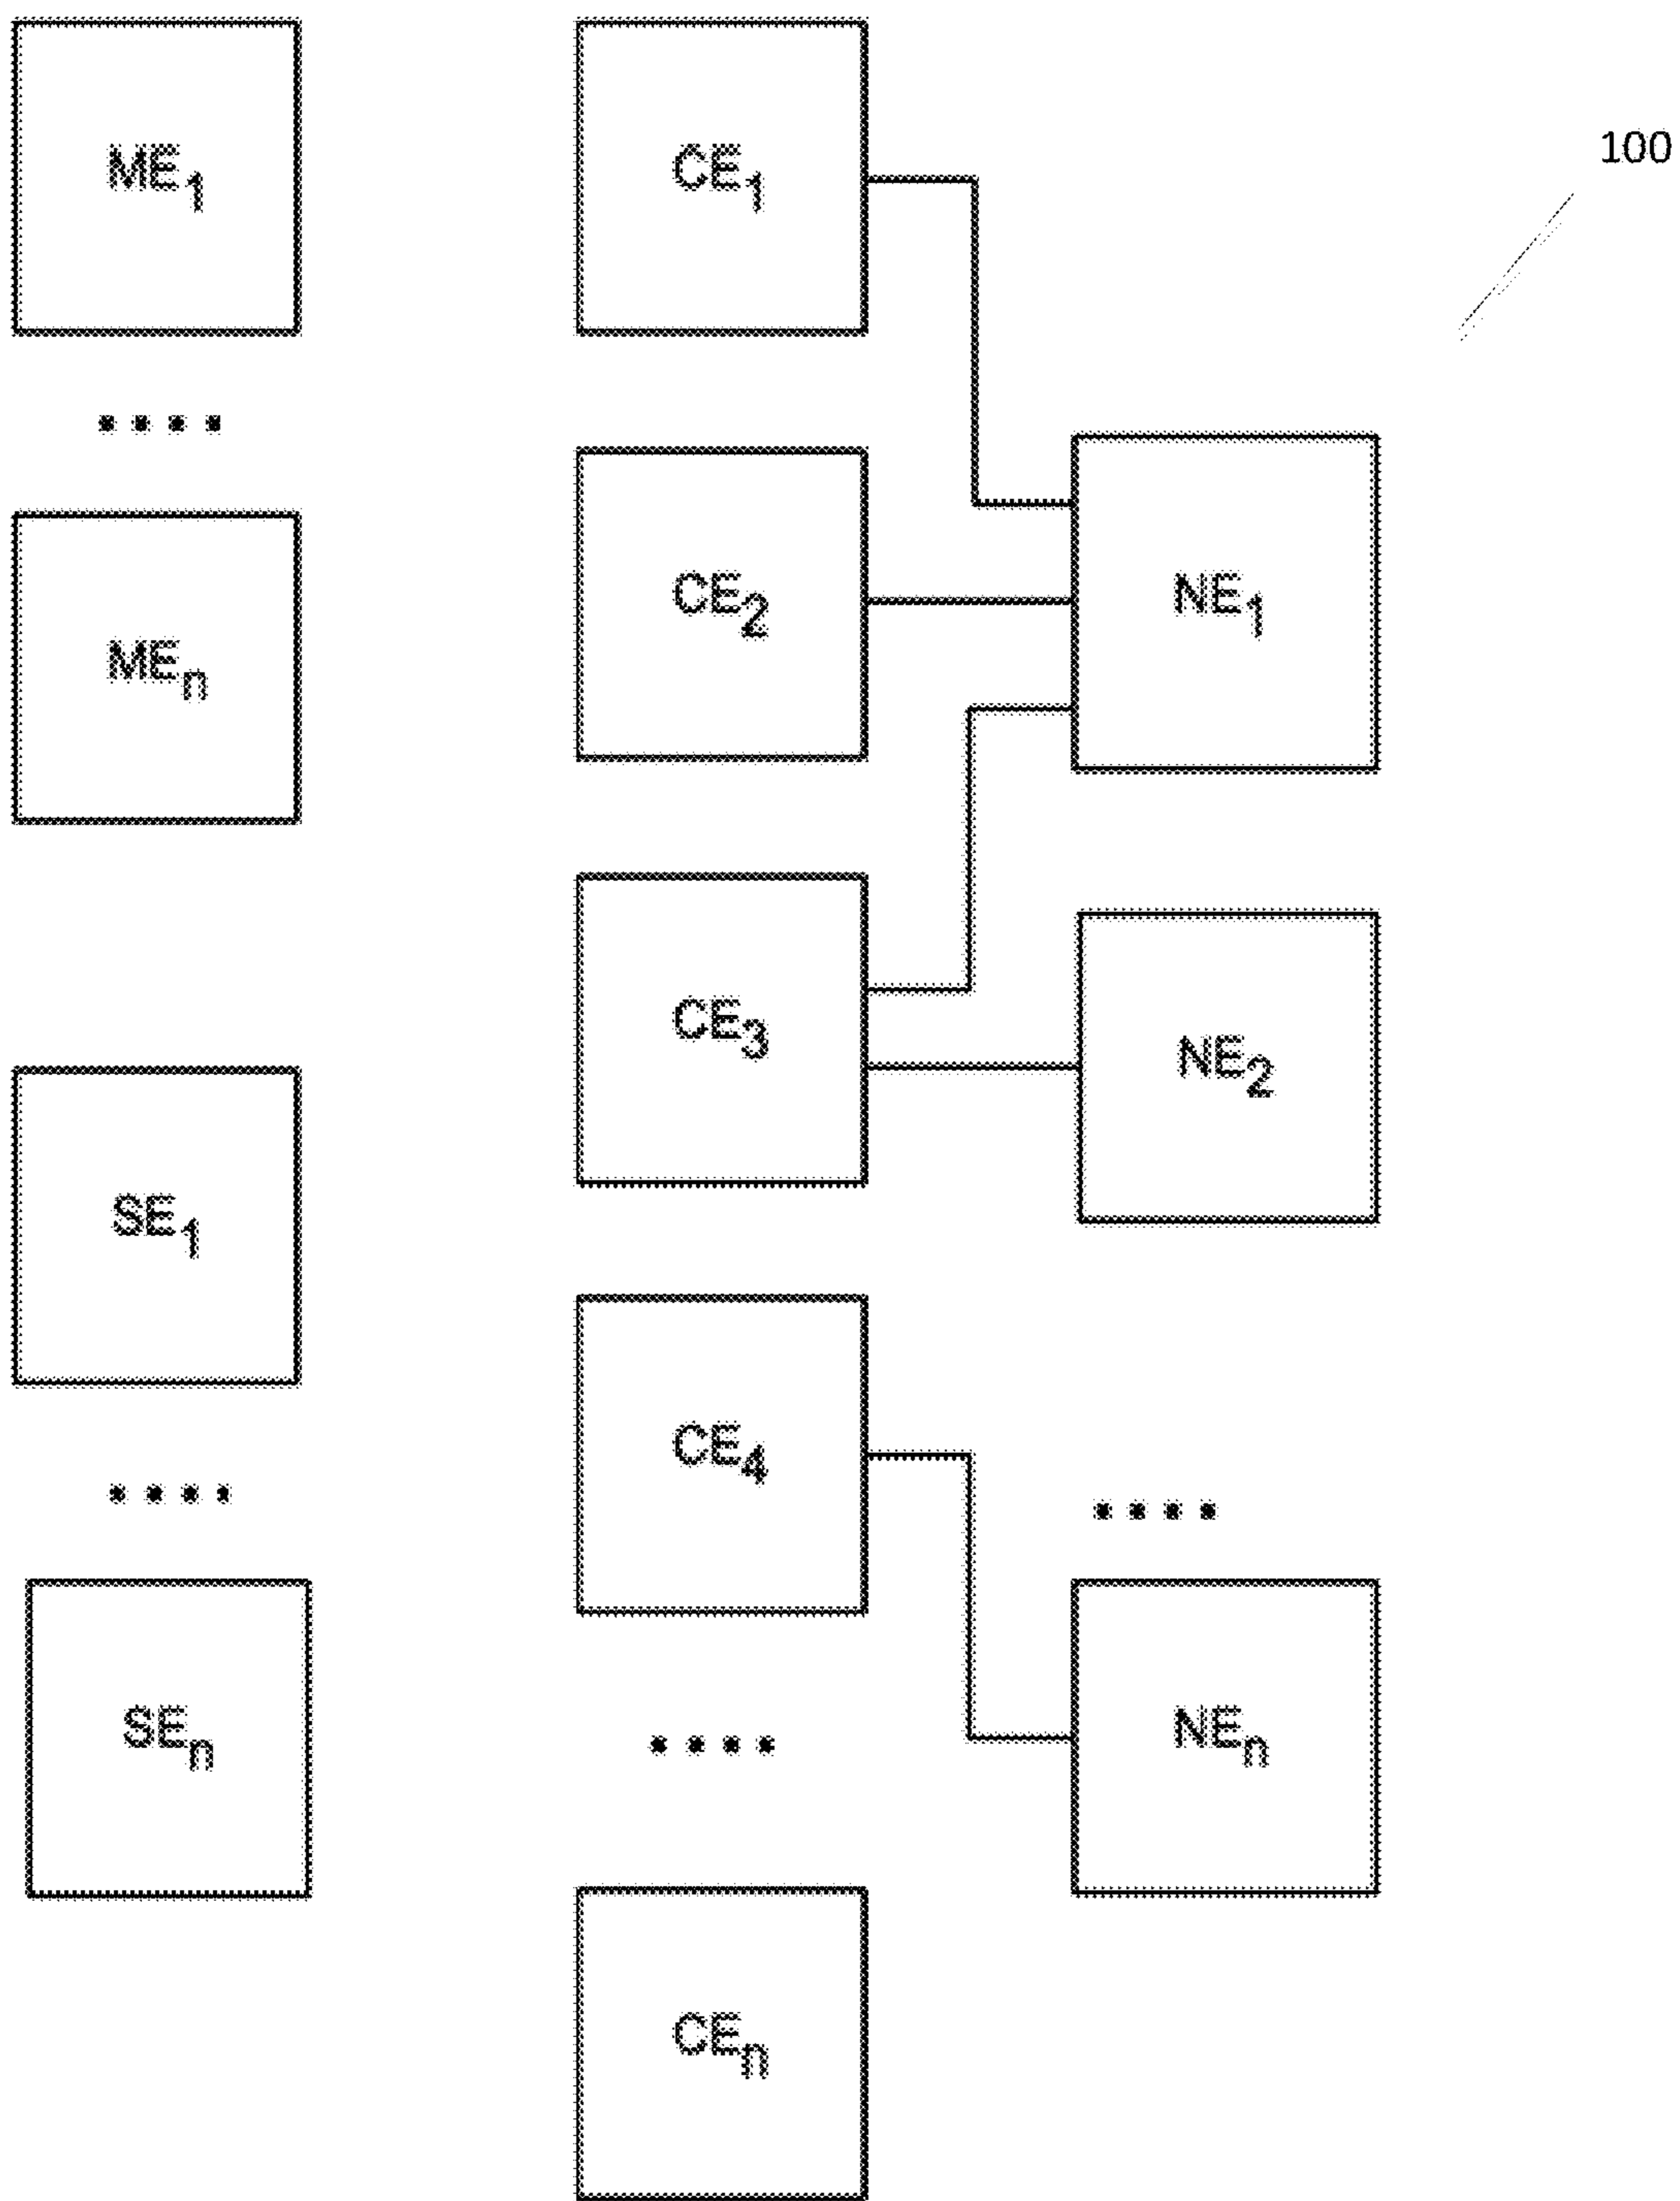 ME1
CE1
100
....
MEn
CE2
NE1
CE3
NE2
SE1
CE4
....
....
SEn
NEn
....
CEn